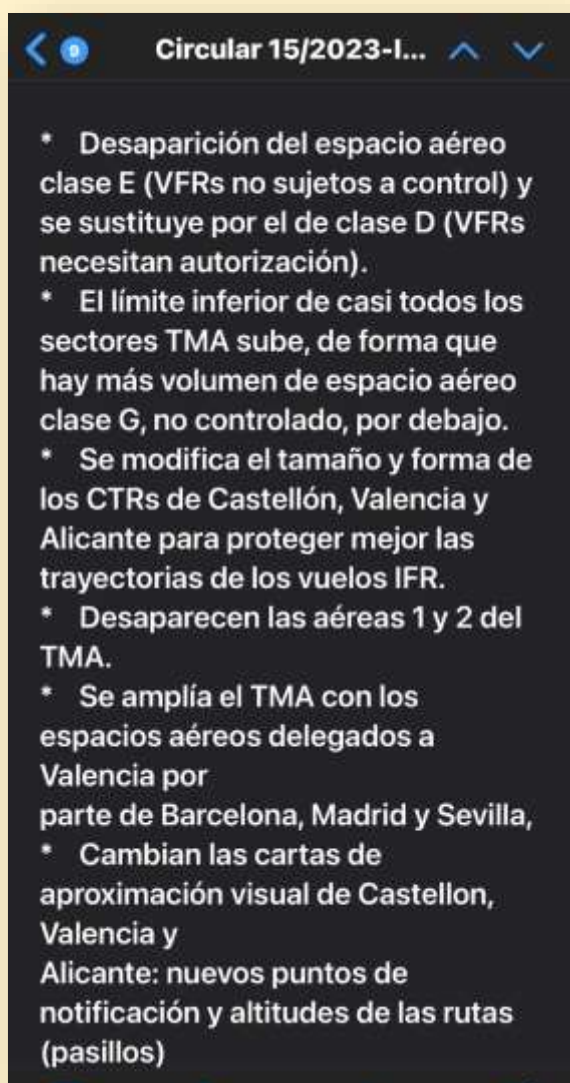 9
Circular 15/2023-I...
* Desaparición del espacio aéreo
clase E (VFRs no sujetos a control) y
se sustituye por el de clase D (VFRs
necesitan autorización).
* El límite inferior de casi todos los
sectores TMA sube, de forma que
hay más volumen de espacio aéreo
clase G, no controlado, por debajo.
* Se modifica el tamaño y forma de
los CTRs de Castellón, Valencia y
Alicante para proteger mejor las
trayectorias de los vuelos IFR.
* Desaparecen las aéreas 1 y 2 del
TMA.
* Se amplía el TMA con los
espacios aéreos delegados a
Valencia por
parte de Barcelona, Madrid y Sevilla,
* Cambian las cartas de
aproximación visual de Castellon,
Valencia y
Alicante: nuevos puntos de
notificación y altitudes de las rutas
(pasillos)